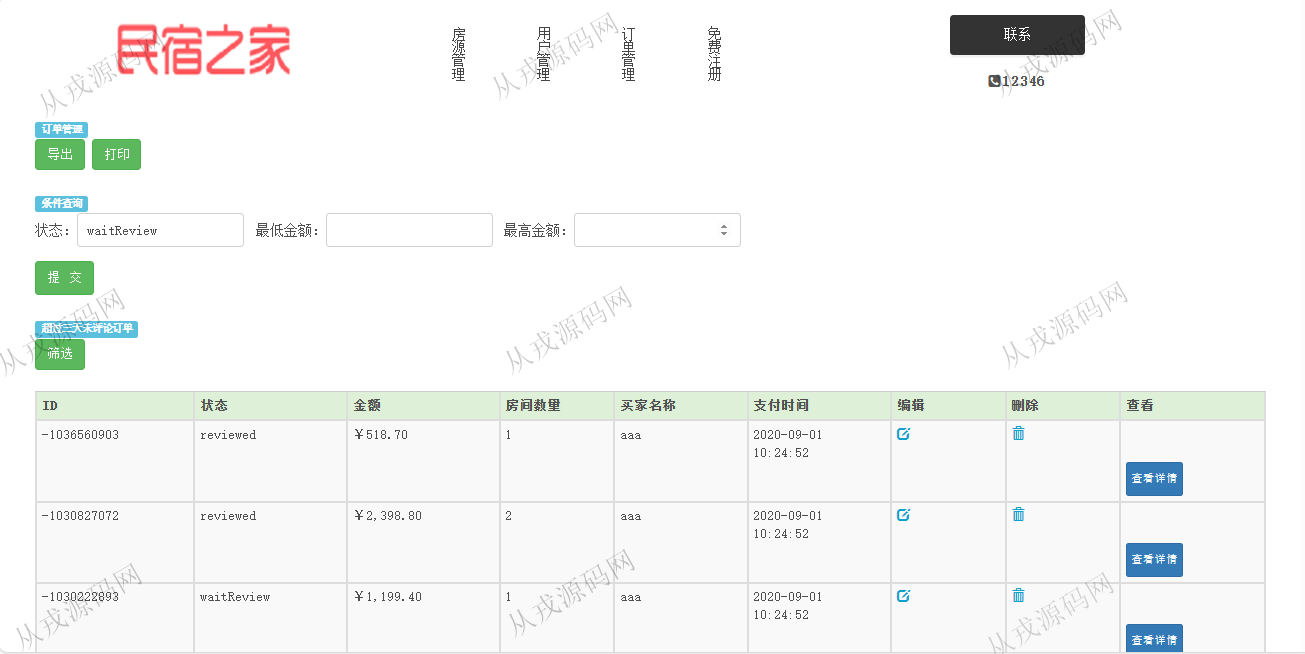 民宿之家
房源管理
用户管理
订单管理
免费注册
联系
12346
订单管理
导出 打印
条件查询
状态: waitReview 最低金额: 最高金额:
提 交
超过三天未评论订单
筛选
ID 状态 金额 房间数量 买家名称 支付时间 编辑 删除 查看
-1036560903 reviewed ¥518.70 1 aaa 2020-09-01
10:24:52
查看详情
-1030827072 reviewed ¥2,398.80 2 aaa 2020-09-01
10:24:52
查看详情
-1030222893 waitReview ¥1,199.40 1 aaa 2020-09-01
10:24:52
查看详情
从戎源码网
从戎源码网
从戎源码网
从戎源码网
从戎源码网
从戎源码网
从戎源码网
从戎源码网
从戎源码网